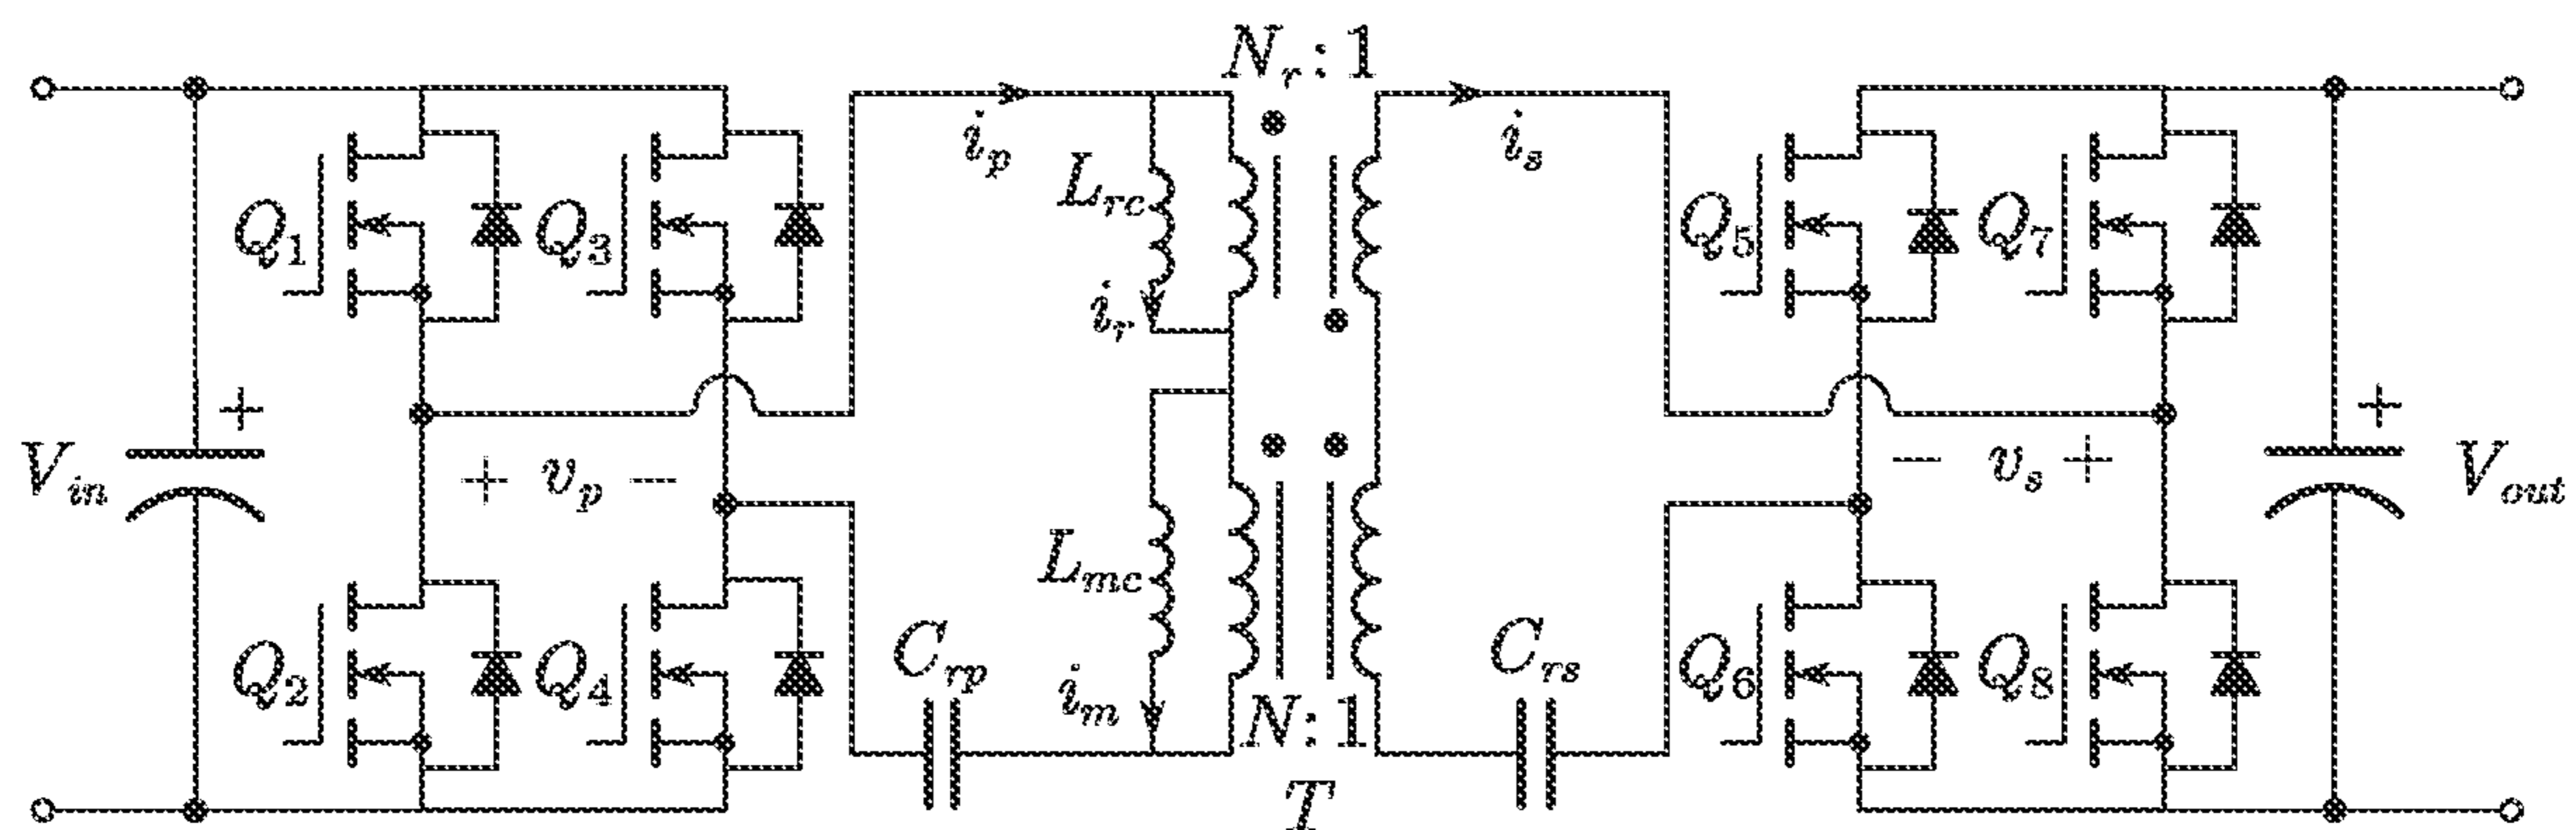 N_r : 1
i_p
i_s
L_rc
Q_1
Q_3
Q_5
Q_7
i_r
+
+
V_in
+ v_p −
− v_s +
V_out
L_mc
Q_2
Q_4
C_rp
i_m
C_rs
Q_6
Q_8
N : 1
T